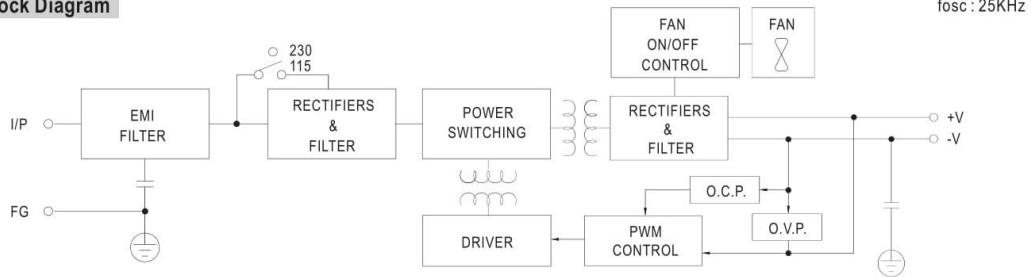 ock Diagram
fosc : 25KHz
230
115
FAN
ON/OFF
CONTROL
FAN
I/P
EMI
FILTER
RECTIFIERS
&
FILTER
POWER
SWITCHING
RECTIFIERS
&
FILTER
+V
-V
O.C.P.
FG
DRIVER
PWM
CONTROL
O.V.P.